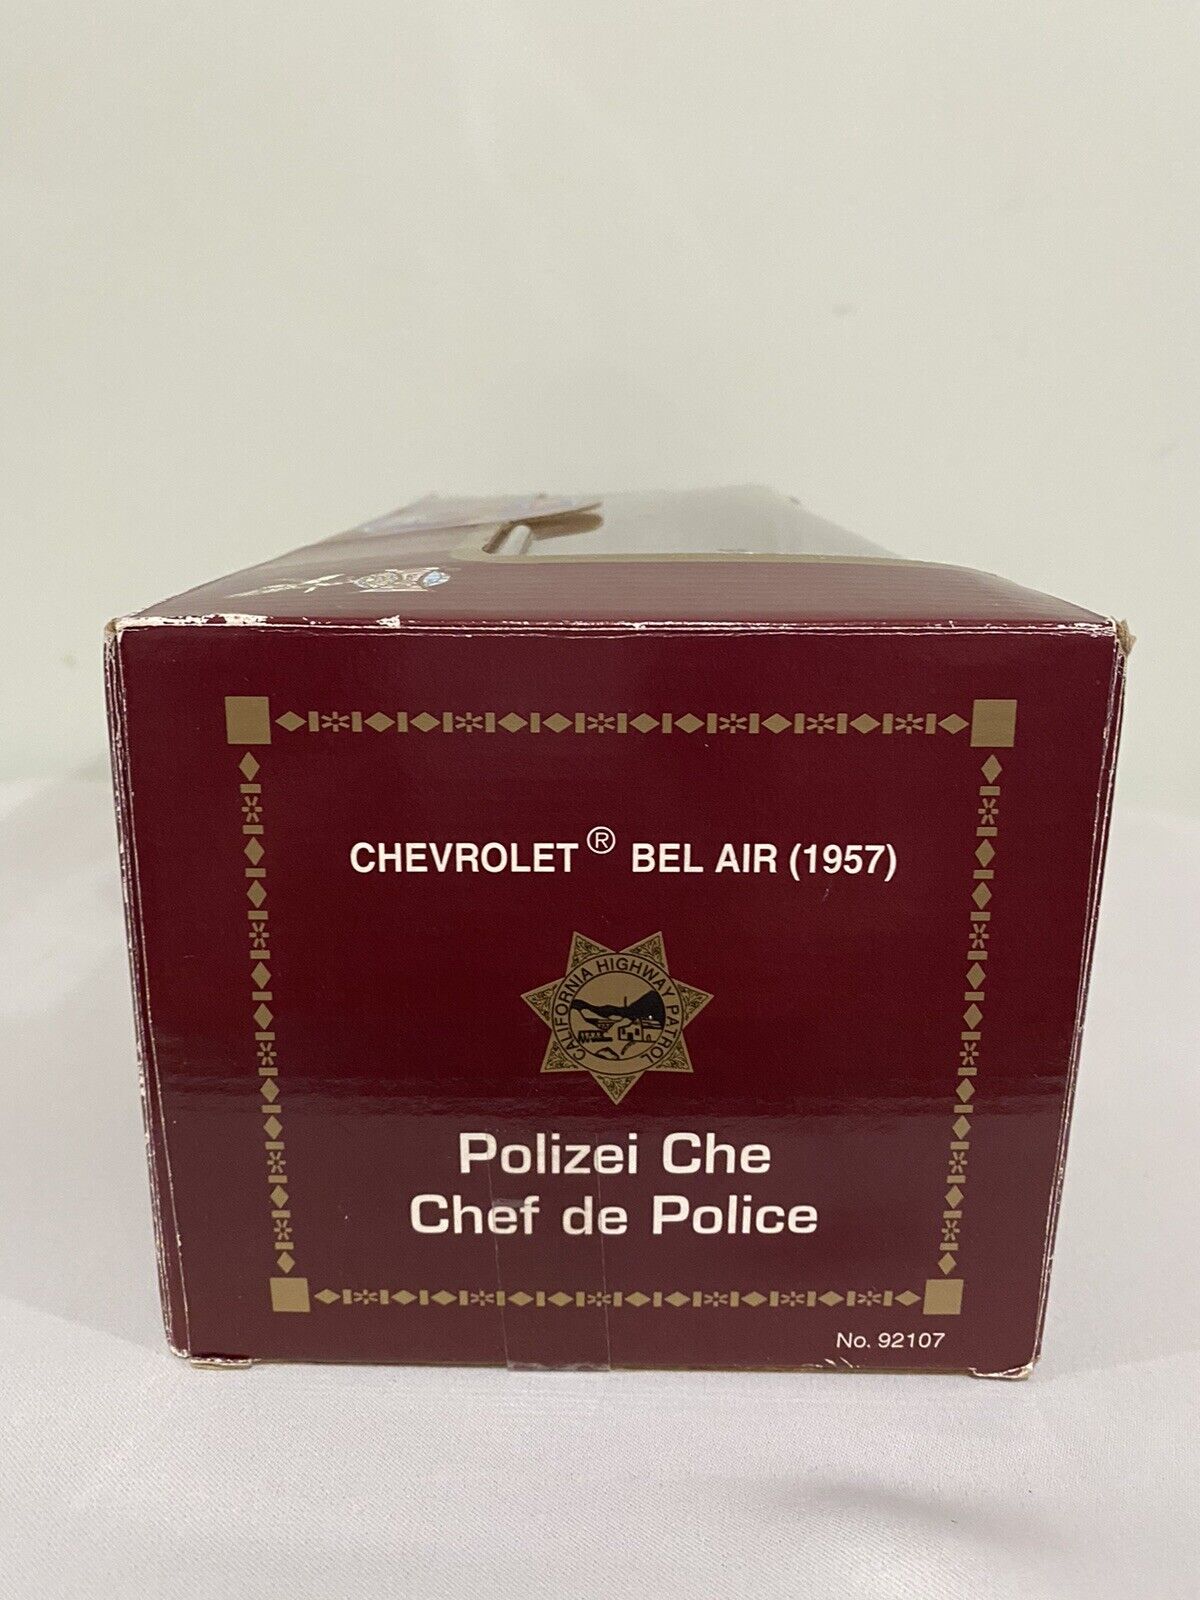 CHEVROLET® BEL AIR (1957)
CALIFORNIA HIGHWAY PATROL
Polizei Che
Chef de Police
No. 92107